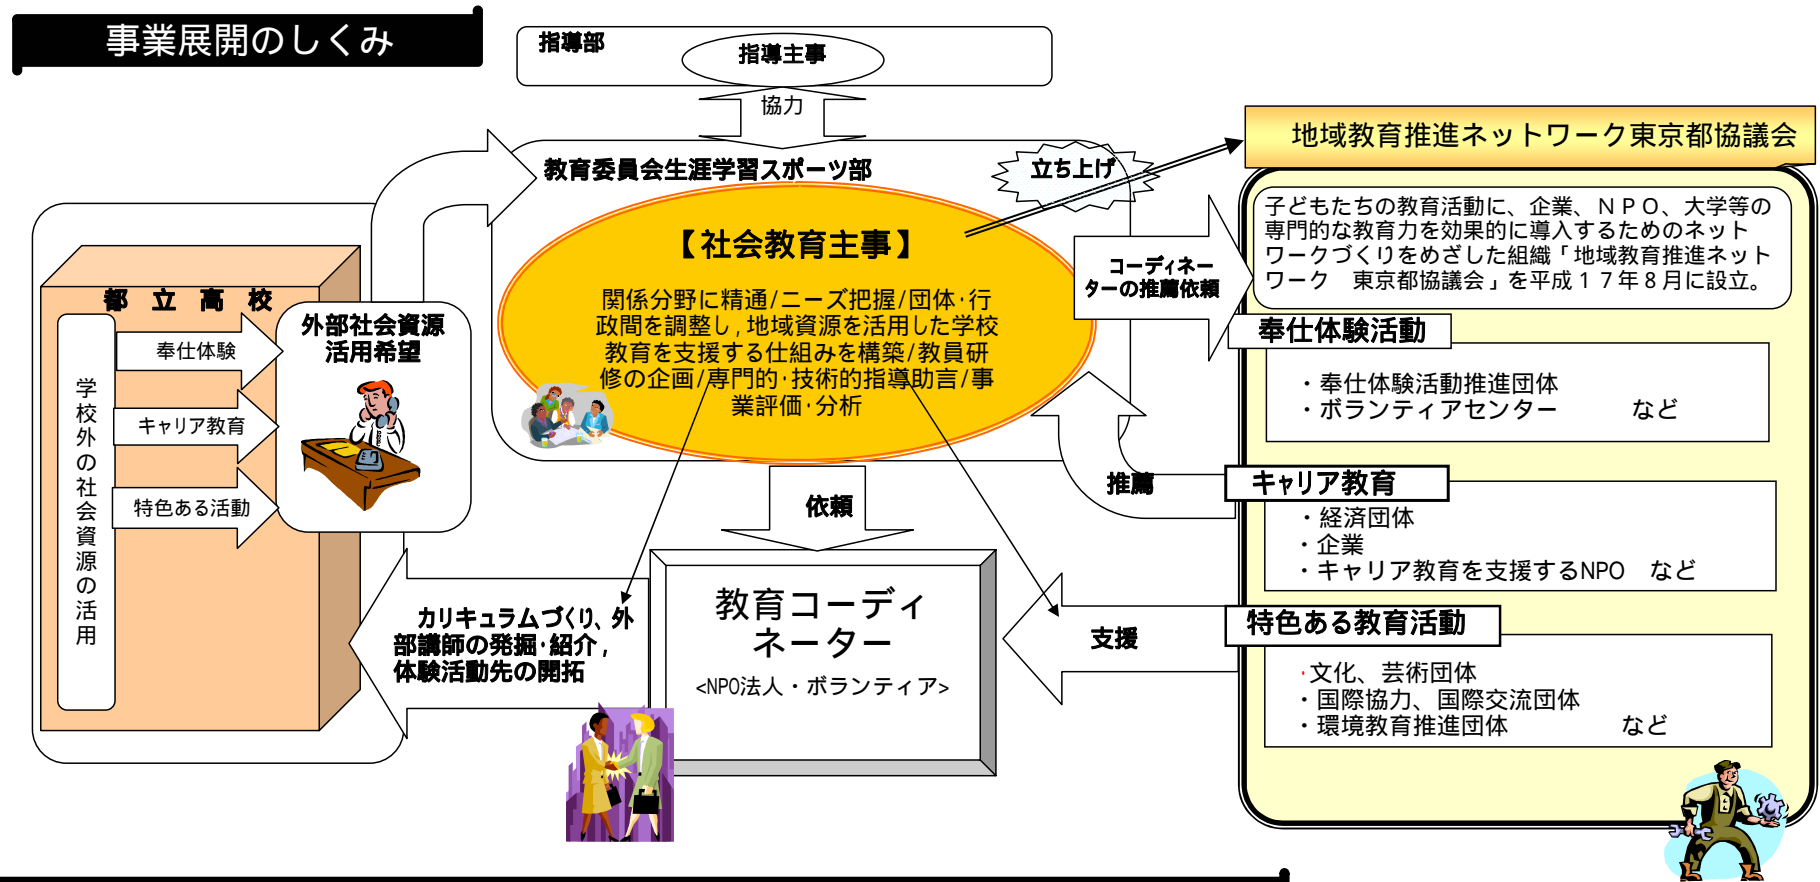 事業展開のしくみ
指導部
指導主事
協力
教育委員会生涯学習スポーツ部
立ち上げ
【社会教育主事】
関係分野に精通/ニーズ把握/団体・行
政間を調整し,地域資源を活用した学校
教育を支援する仕組みを構築/教員研
修の企画/専門的・技術的指導助言/事
業評価・分析
都 立 高 校
学校外の社会資源の活用
奉仕体験
キャリア教育
特色ある活動
外部社会資源
活用希望
コーディネー
ターの推薦依頼
推薦
依頼
支援
教育コーディ
ネーター
<NPO法人・ボランティア>
カリキュラムづくり、外
部講師の発掘・紹介,
体験活動先の開拓
地域教育推進ネットワーク東京都協議会
子どもたちの教育活動に、企業、NPO、大学等の
専門的な教育力を効果的に導入するためのネット
ワークづくりをめざした組織「地域教育推進ネット
ワーク 東京都協議会」を平成17年8月に設立。
奉仕体験活動
・奉仕体験活動推進団体
・ボランティアセンター など
キャリア教育
・経済団体
・企業
・キャリア教育を支援するNPO など
特色ある教育活動
・文化、芸術団体
・国際協力、国際交流団体
・環境教育推進団体 など